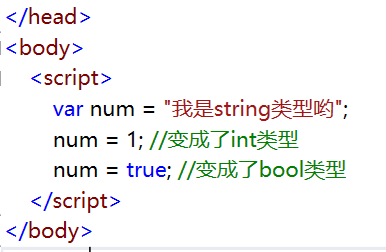 </head>
<body>
<script>
var num = "我是string类型哟";
num = 1; //变成了int类型
num = true; //变成了bool类型
</script>
</body>